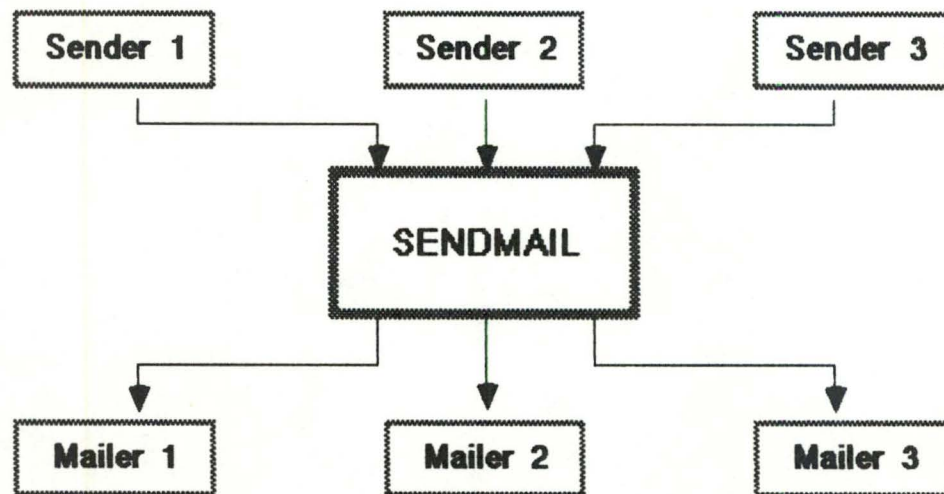 Sender 1 Sender 2 Sender 3
SENDMAIL
Mailer 1 Mailer 2 Mailer 3